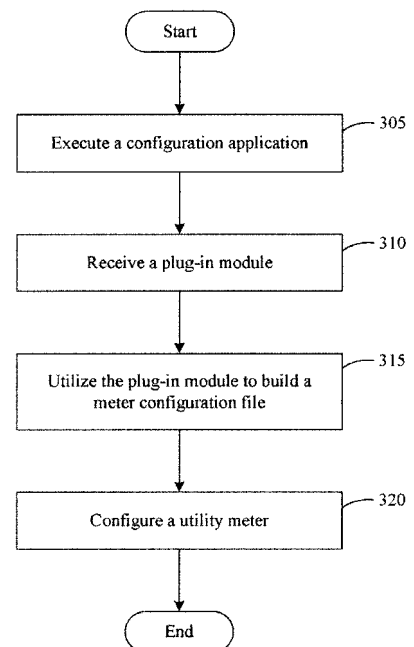 Start
305
Execute a configuration application
310
Receive a plug-in module
315
Utilize the plug-in module to build a
meter configuration file
320
Configure a utility meter
End